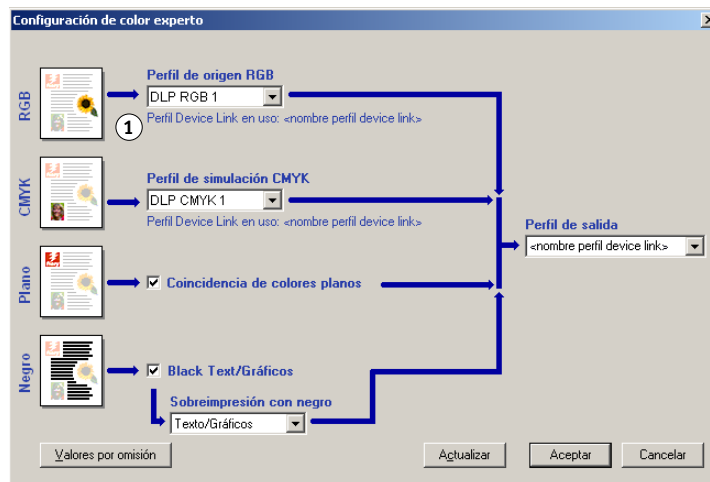 Configuración de color experto
RGB
Perfil de origen RGB
DLP RGB 1
1
Perfil Device Link en uso: <nombre perfil device link>
CMYK
Perfil de simulación CMYK
DLP CMYK 1
Perfil Device Link en uso: <nombre perfil device link>
Perfil de salida
<nombre perfil device link>
Plano
Coincidencia de colores planos
Negro
Black Text/Gráficos
Sobreimpresión con negro
Texto/Gráficos
Valores por omisión
Actualizar
Aceptar
Cancelar